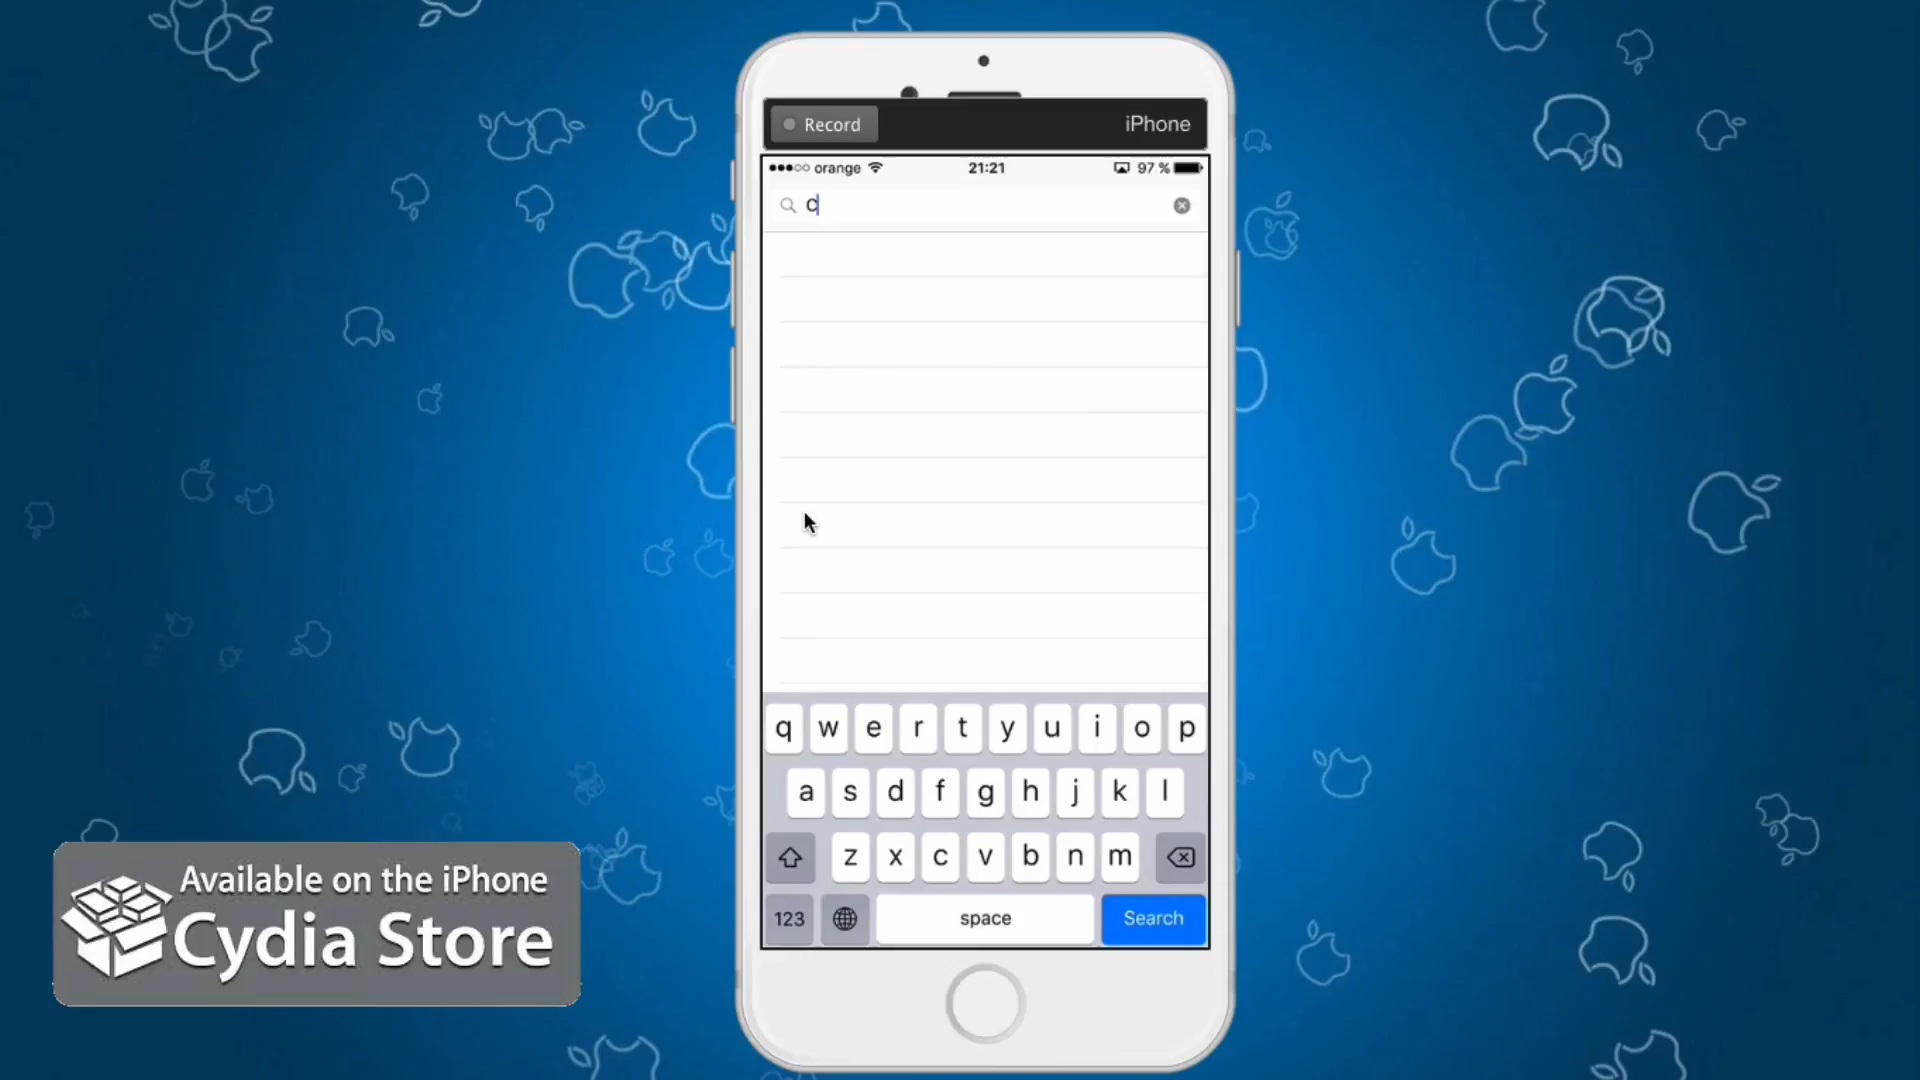 Record
iPhone
orange 21:21 97 %
C
q w e r t y u i o p
a s d f g h j k l
z x c v b n m
123 space Search
Available on the iPhone
Cydia Store